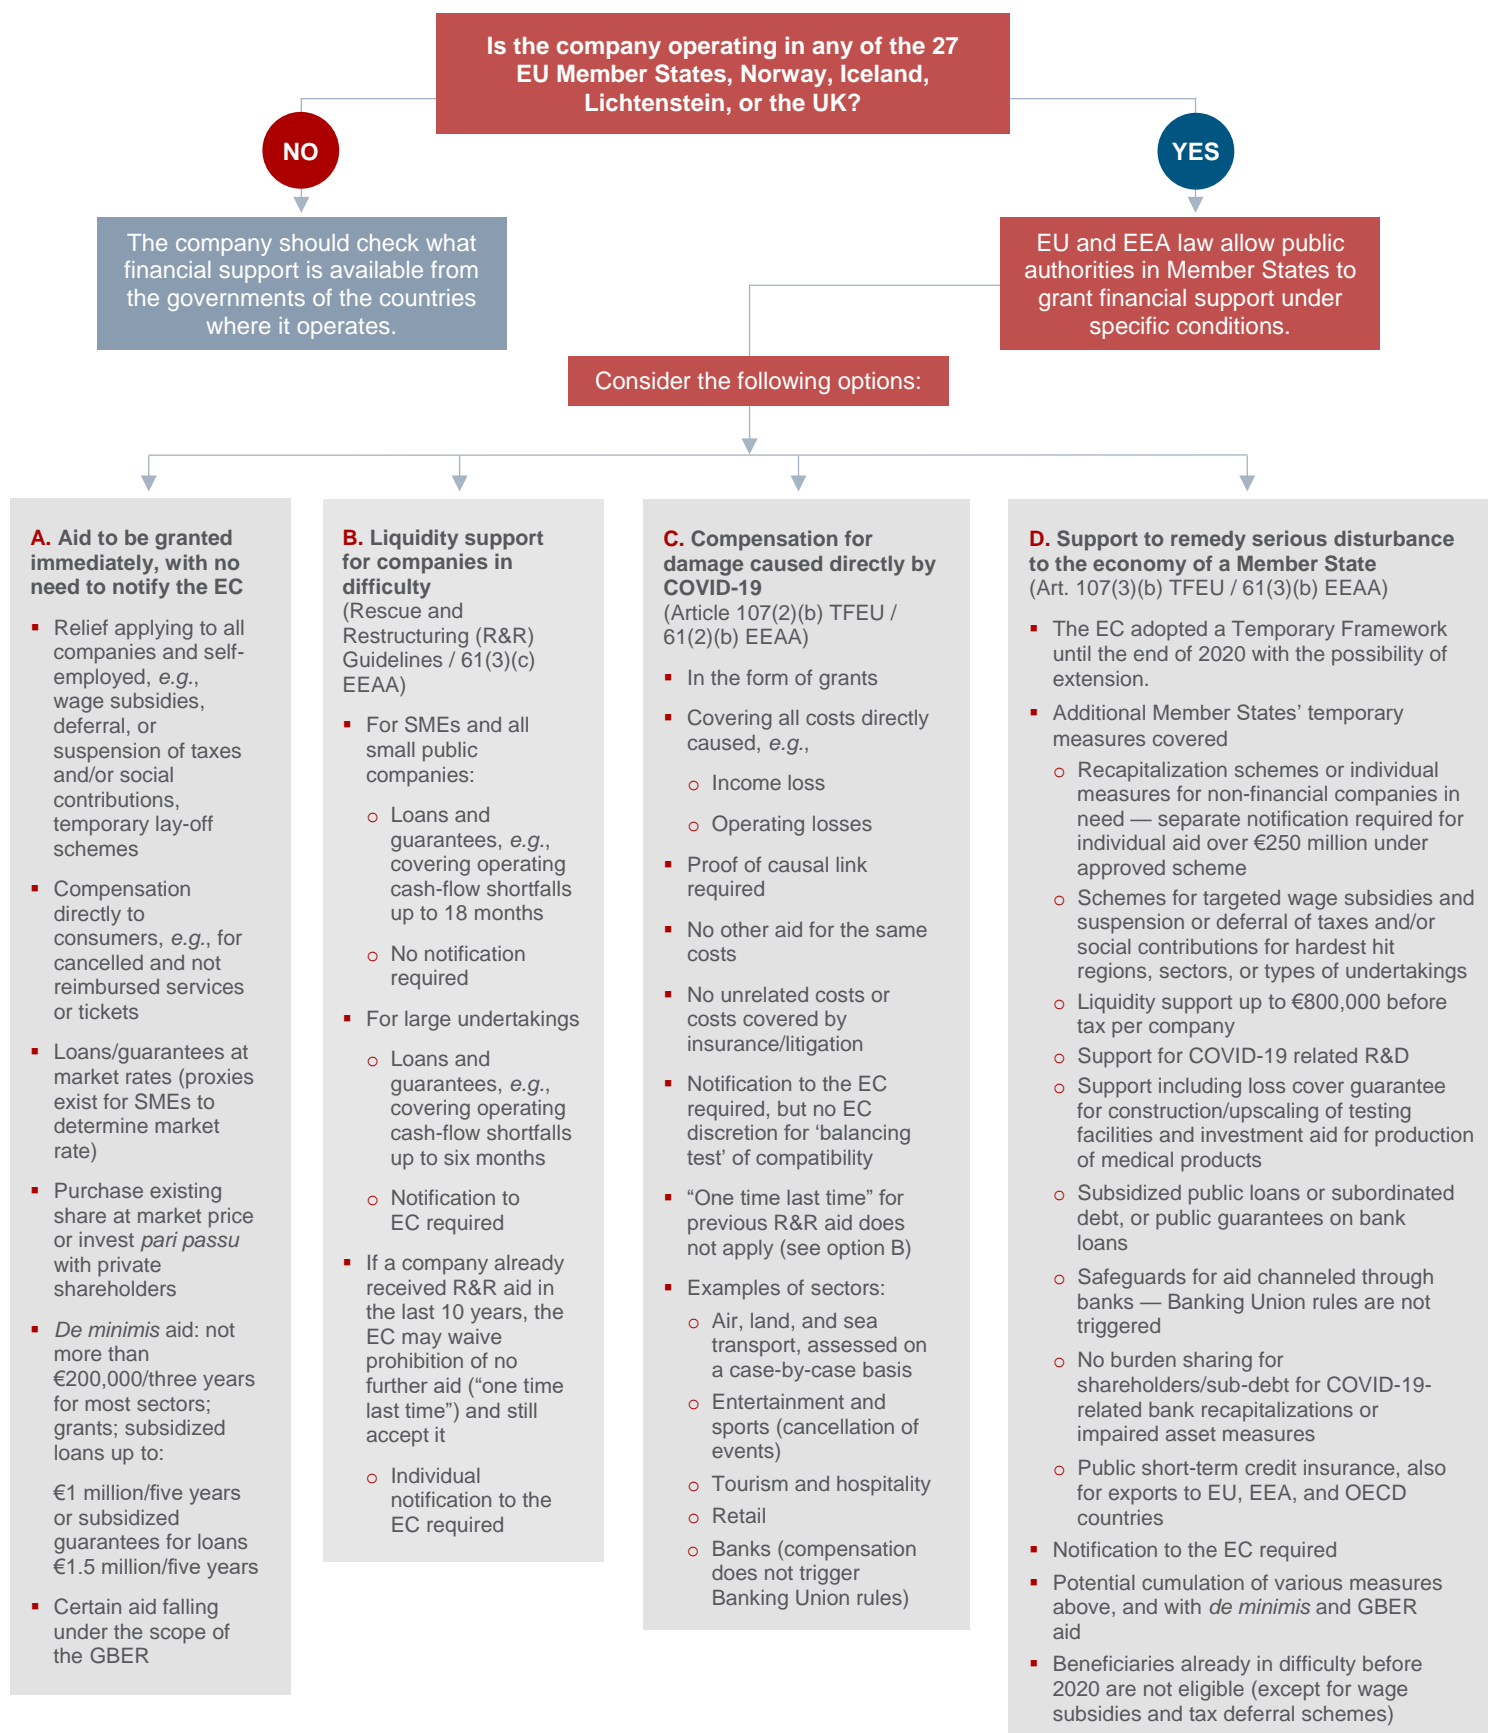 Is the company operating in any of the 27
EU Member States, Norway, Iceland,
Lichtenstein, or the UK?
NO
YES
The company should check what
financial support is available from
the governments of the countries
where it operates.
EU and EEA law allow public
authorities in Member States to
grant financial support under
specific conditions.
Consider the following options:
A. Aid to be granted
immediately, with no
need to notify the EC
▪ Relief applying to all
companies and self-
employed, e.g.,
wage subsidies,
deferral, or
suspension of taxes
and/or social
contributions,
temporary lay-off
schemes
▪ Compensation
directly to
consumers, e.g., for
cancelled and not
reimbursed services
or tickets
▪ Loans/guarantees at
market rates (proxies
exist for SMEs to
determine market
rate)
▪ Purchase existing
share at market price
or invest pari passu
with private
shareholders
▪ De minimis aid: not
more than
€200,000/three years
for most sectors;
grants; subsidized
loans up to:
€1 million/five years
or subsidized
guarantees for loans
€1.5 million/five years
▪ Certain aid falling
under the scope of
the GBER
B. Liquidity support
for companies in
difficulty
(Rescue and
Restructuring (R&R)
Guidelines / 61(3)(c)
EEAA)
▪ For SMEs and all
small public
companies:
o Loans and
guarantees, e.g.,
covering operating
cash-flow shortfalls
up to 18 months
o No notification
required
▪ For large undertakings
o Loans and
guarantees, e.g.,
covering operating
cash-flow shortfalls
up to six months
o Notification to
EC required
▪ If a company already
received R&R aid in
the last 10 years, the
EC may waive
prohibition of no
further aid (“one time
last time”) and still
accept it
o Individual
notification to the
EC required
C. Compensation for
damage caused directly by
COVID-19
(Article 107(2)(b) TFEU /
61(2)(b) EEAA)
▪ In the form of grants
▪ Covering all costs directly
caused, e.g.,
o Income loss
o Operating losses
▪ Proof of causal link
required
▪ No other aid for the same
costs
▪ No unrelated costs or
costs covered by
insurance/litigation
▪ Notification to the EC
required, but no EC
discretion for ‘balancing
test’ of compatibility
▪ “One time last time” for
previous R&R aid does
not apply (see option B)
▪ Examples of sectors:
o Air, land, and sea
transport, assessed on
a case-by-case basis
o Entertainment and
sports (cancellation of
events)
o Tourism and hospitality
o Retail
o Banks (compensation
does not trigger
Banking Union rules)
D. Support to remedy serious disturbance
to the economy of a Member State
(Art. 107(3)(b) TFEU / 61(3)(b) EEAA)
▪ The EC adopted a Temporary Framework
until the end of 2020 with the possibility of
extension.
▪ Additional Member States’ temporary
measures covered
o Recapitalization schemes or individual
measures for non-financial companies in
need — separate notification required for
individual aid over €250 million under
approved scheme
o Schemes for targeted wage subsidies and
suspension or deferral of taxes and/or
social contributions for hardest hit
regions, sectors, or types of undertakings
o Liquidity support up to €800,000 before
tax per company
o Support for COVID-19 related R&D
o Support including loss cover guarantee
for construction/upscaling of testing
facilities and investment aid for production
of medical products
o Subsidized public loans or subordinated
debt, or public guarantees on bank
loans
o Safeguards for aid channeled through
banks — Banking Union rules are not
triggered
o No burden sharing for
shareholders/sub-debt for COVID-19-
related bank recapitalizations or
impaired asset measures
o Public short-term credit insurance, also
for exports to EU, EEA, and OECD
countries
▪ Notification to the EC required
▪ Potential cumulation of various measures
above, and with de minimis and GBER
aid
▪ Beneficiaries already in difficulty before
2020 are not eligible (except for wage
subsidies and tax deferral schemes)